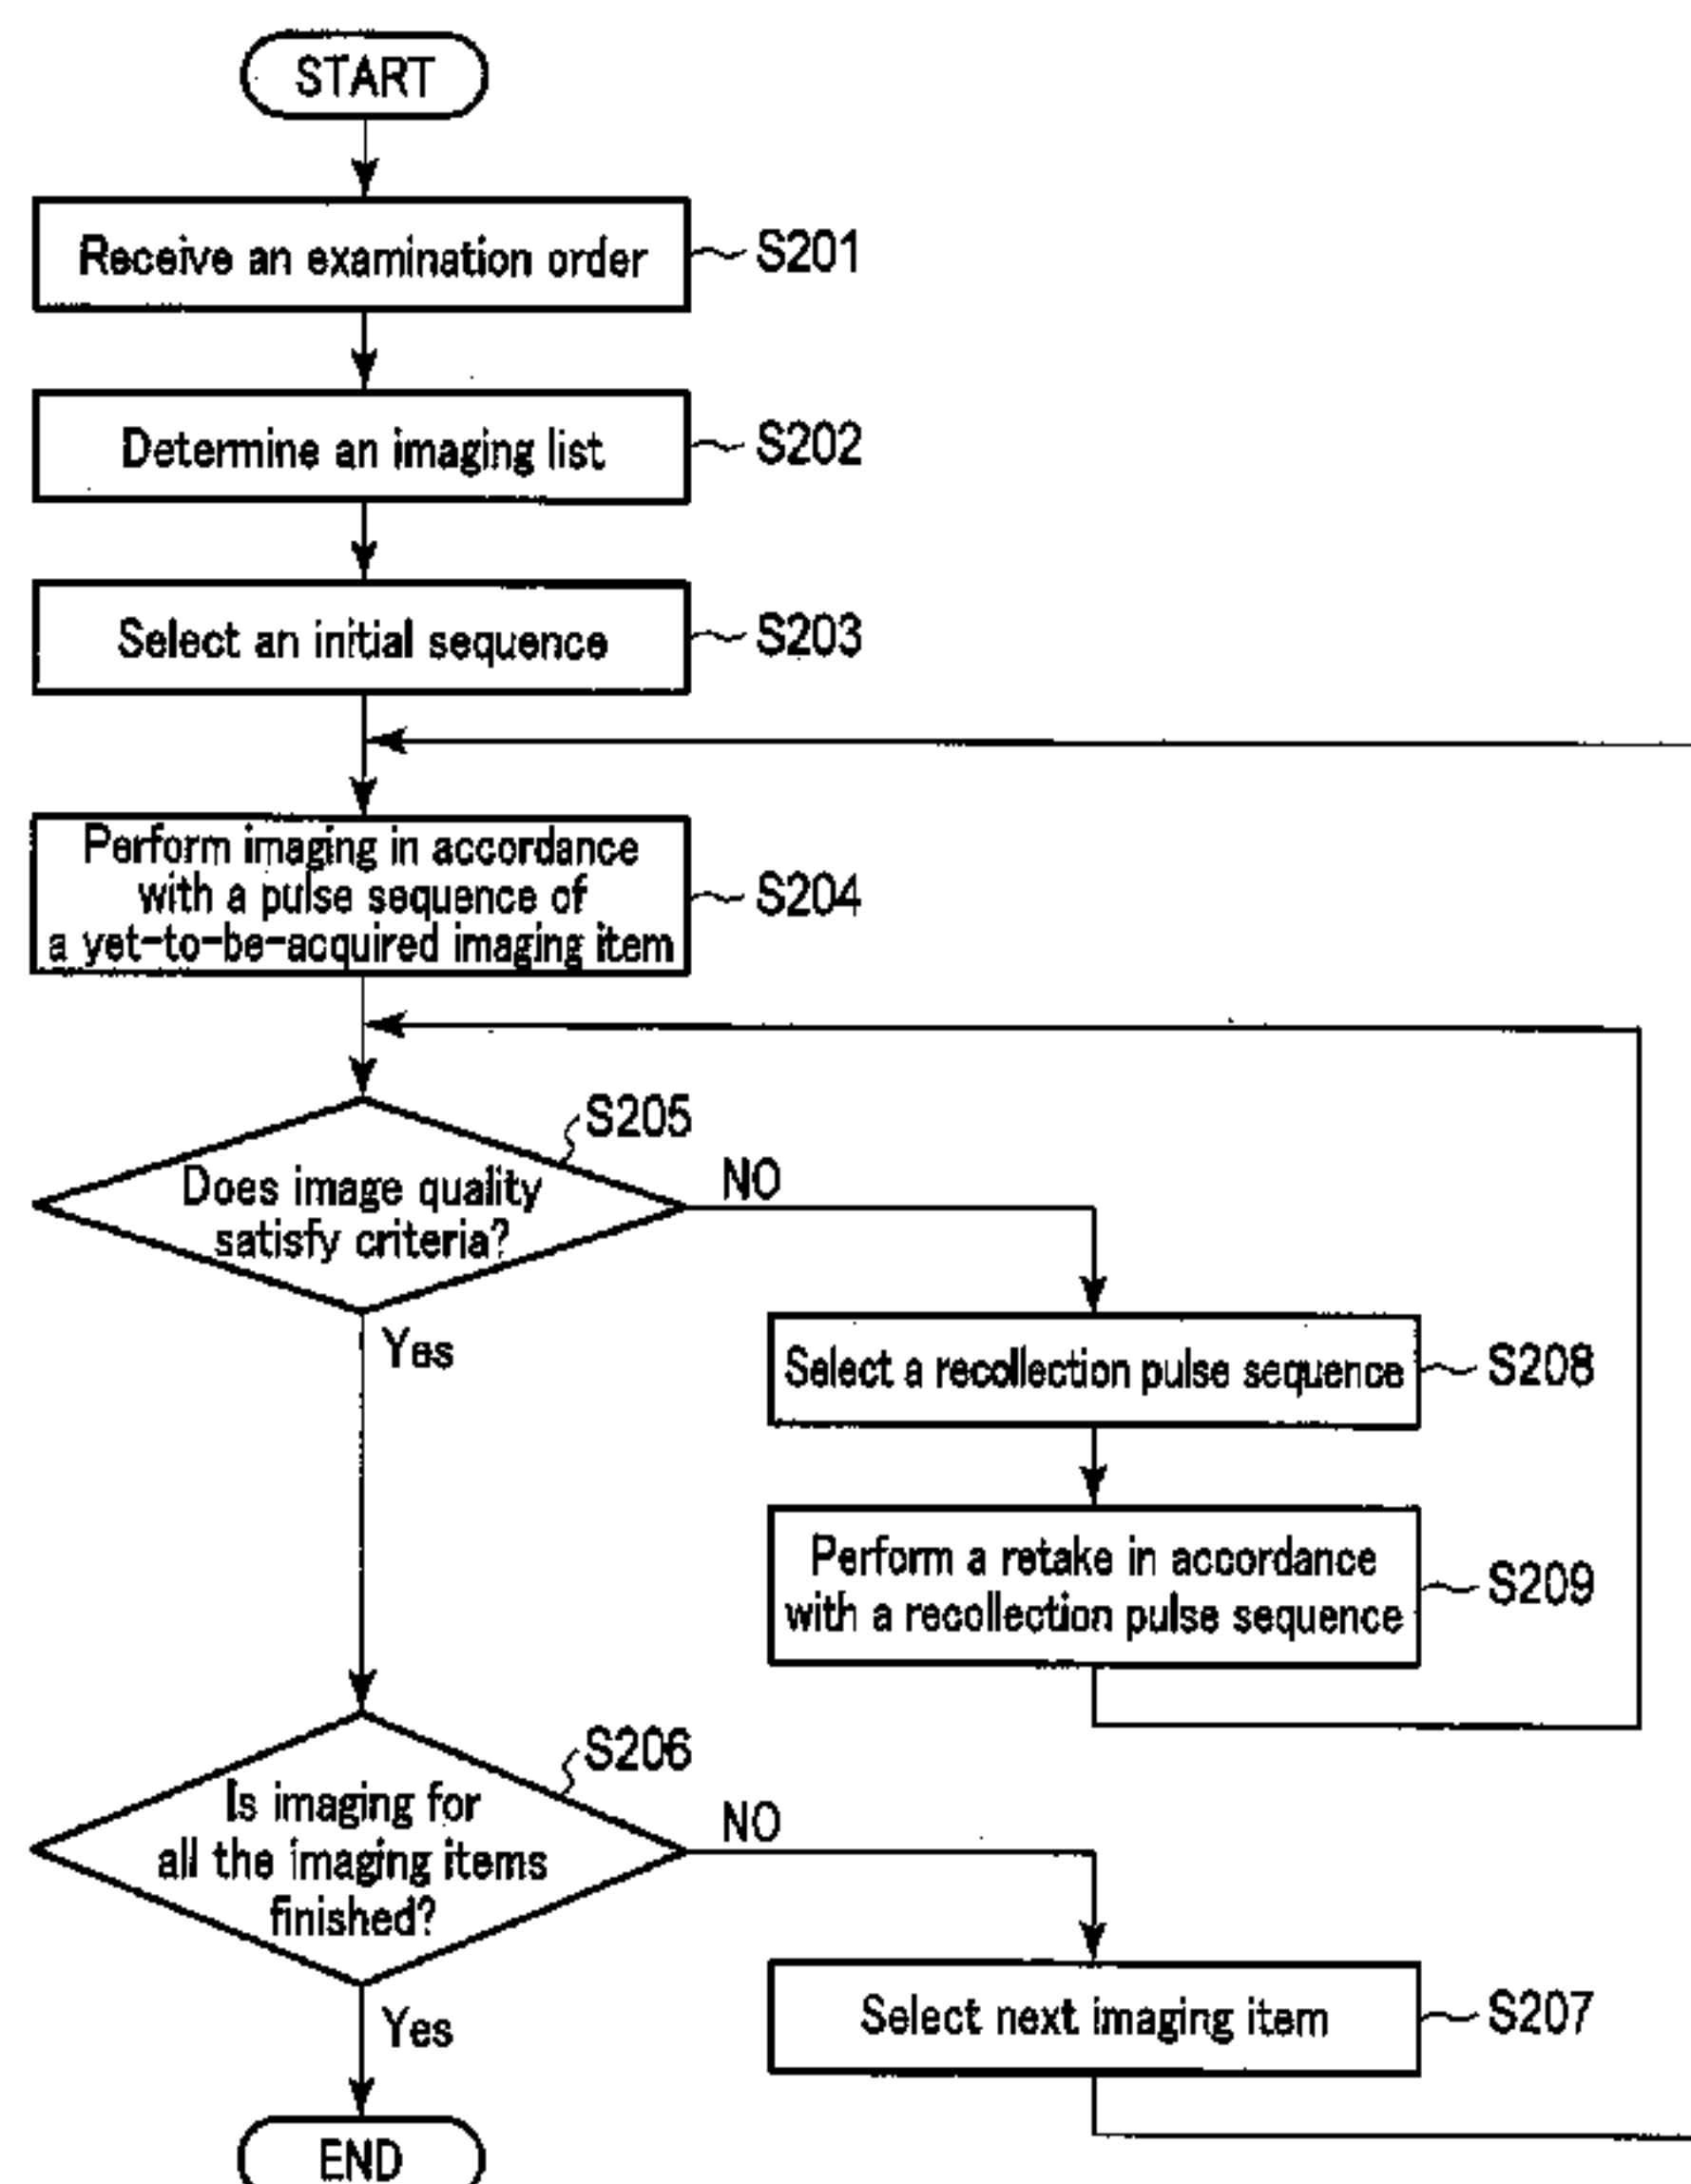 START
Receive an examination order
S201
Determine an imaging list
S202
Select an initial sequence
S203
Perform imaging in accordance
with a pulse sequence of
a yet-to-be-acquired imaging item
S204
S205
Does image quality
satisfy criteria?
NO
Yes
Select a recollection pulse sequence
S208
Perform a retake in accordance
with a recollection pulse sequence
S209
S206
Is imaging for
all the imaging items
finished?
NO
Yes
Select next imaging item
S207
END